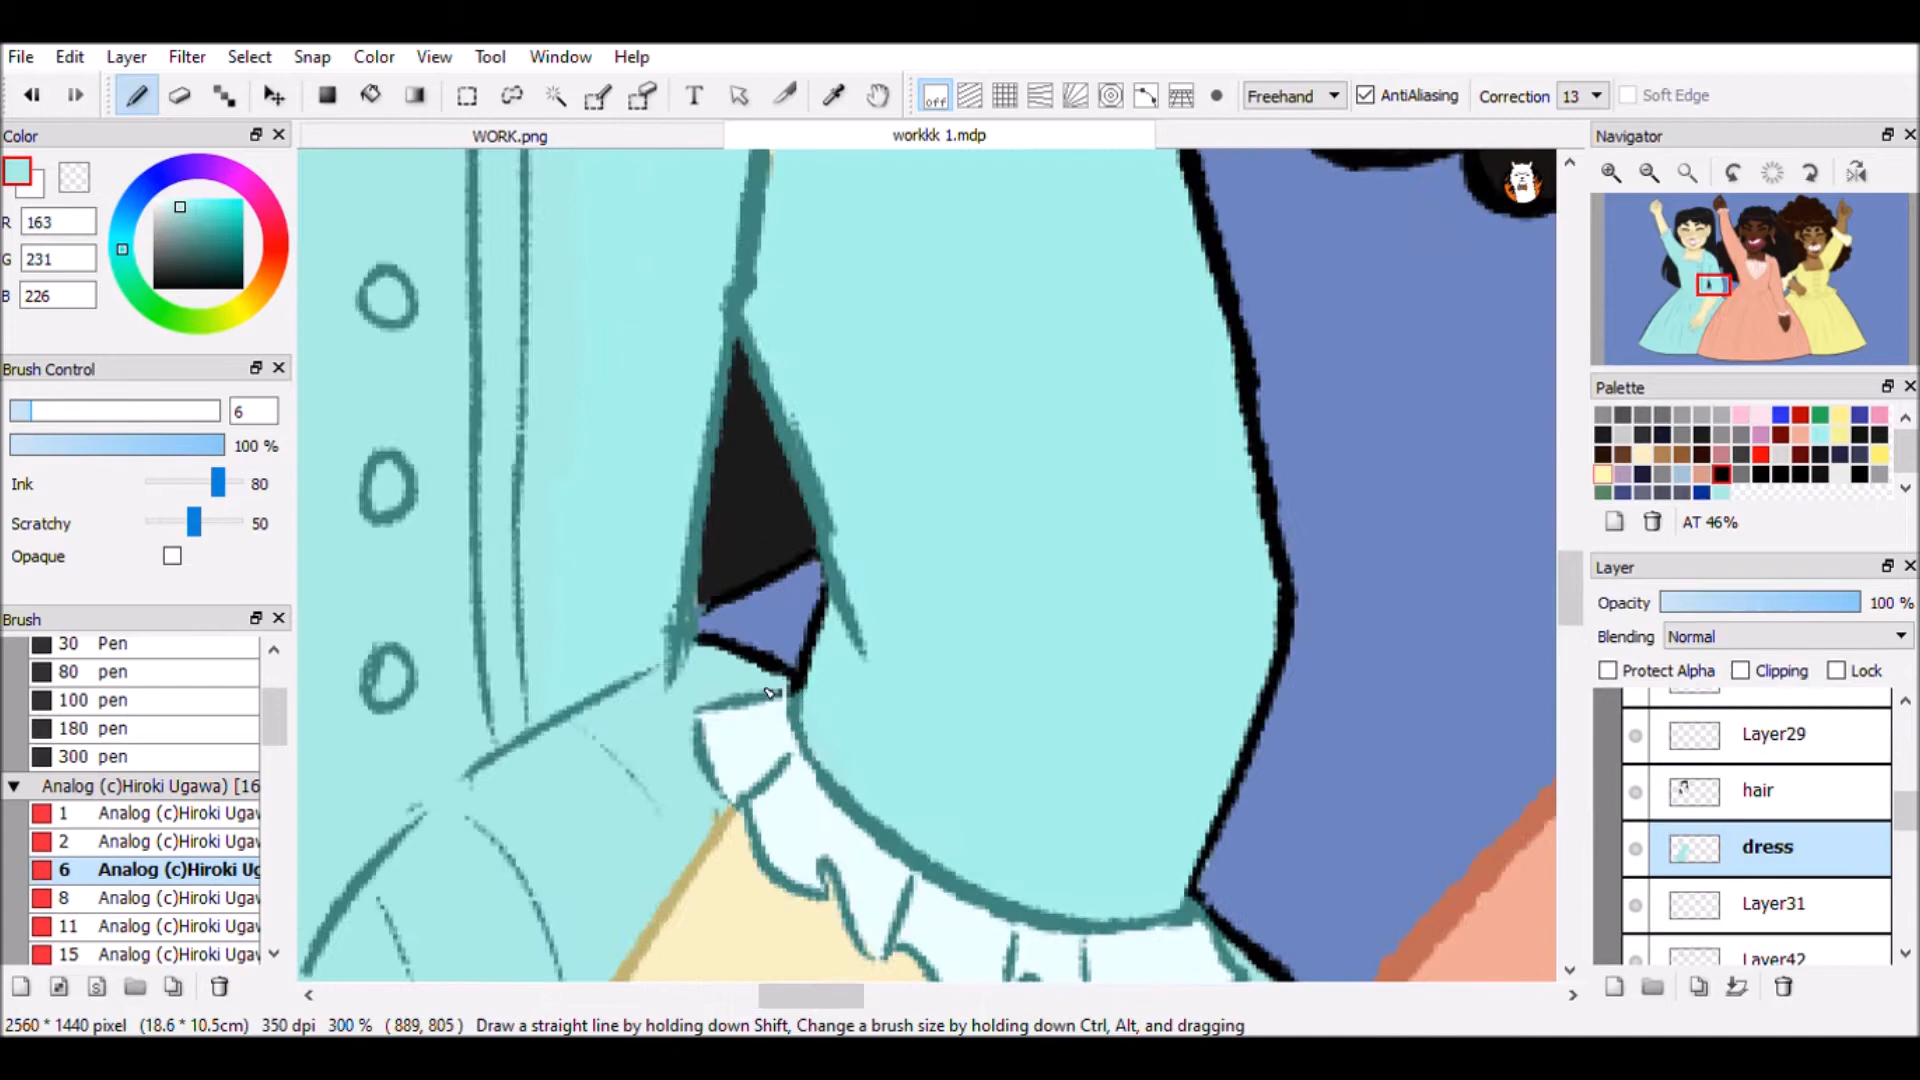 File Edit Layer Filter Select Snap Color View Tool Window Help
T off Freehand AntiAliasing Correction 13 Soft Edge
Color
WORK.png
workkk 1.mdp
Navigator
R 163
G 231
B 226
Brush Control
6
100 %
Ink 80
Scratchy 50
Opaque
Brush
30 Pen
80 pen
100 pen
180 pen
300 pen
Analog (c)Hiroki Ugawa) [16
1 Analog (c)Hiroki Ugaw
2 Analog (c)Hiroki Ugaw
6 Analog (c)Hiroki Ug
8 Analog (c)Hiroki Ugaw
11 Analog (c)Hiroki Ugaw
15 Analog (c)Hiroki Ugaw
Palette
AT 46%
Layer
Opacity 100 %
Blending Normal
Protect Alpha Clipping Lock
Layer29
hair
dress
Layer31
Layer42
2560 * 1440 pixel (18.6 * 10.5cm) 350 dpi 300 % ( 889, 805 ) Draw a straight line by holding down Shift, Change a brush size by holding down Ctrl, Alt, and dragging